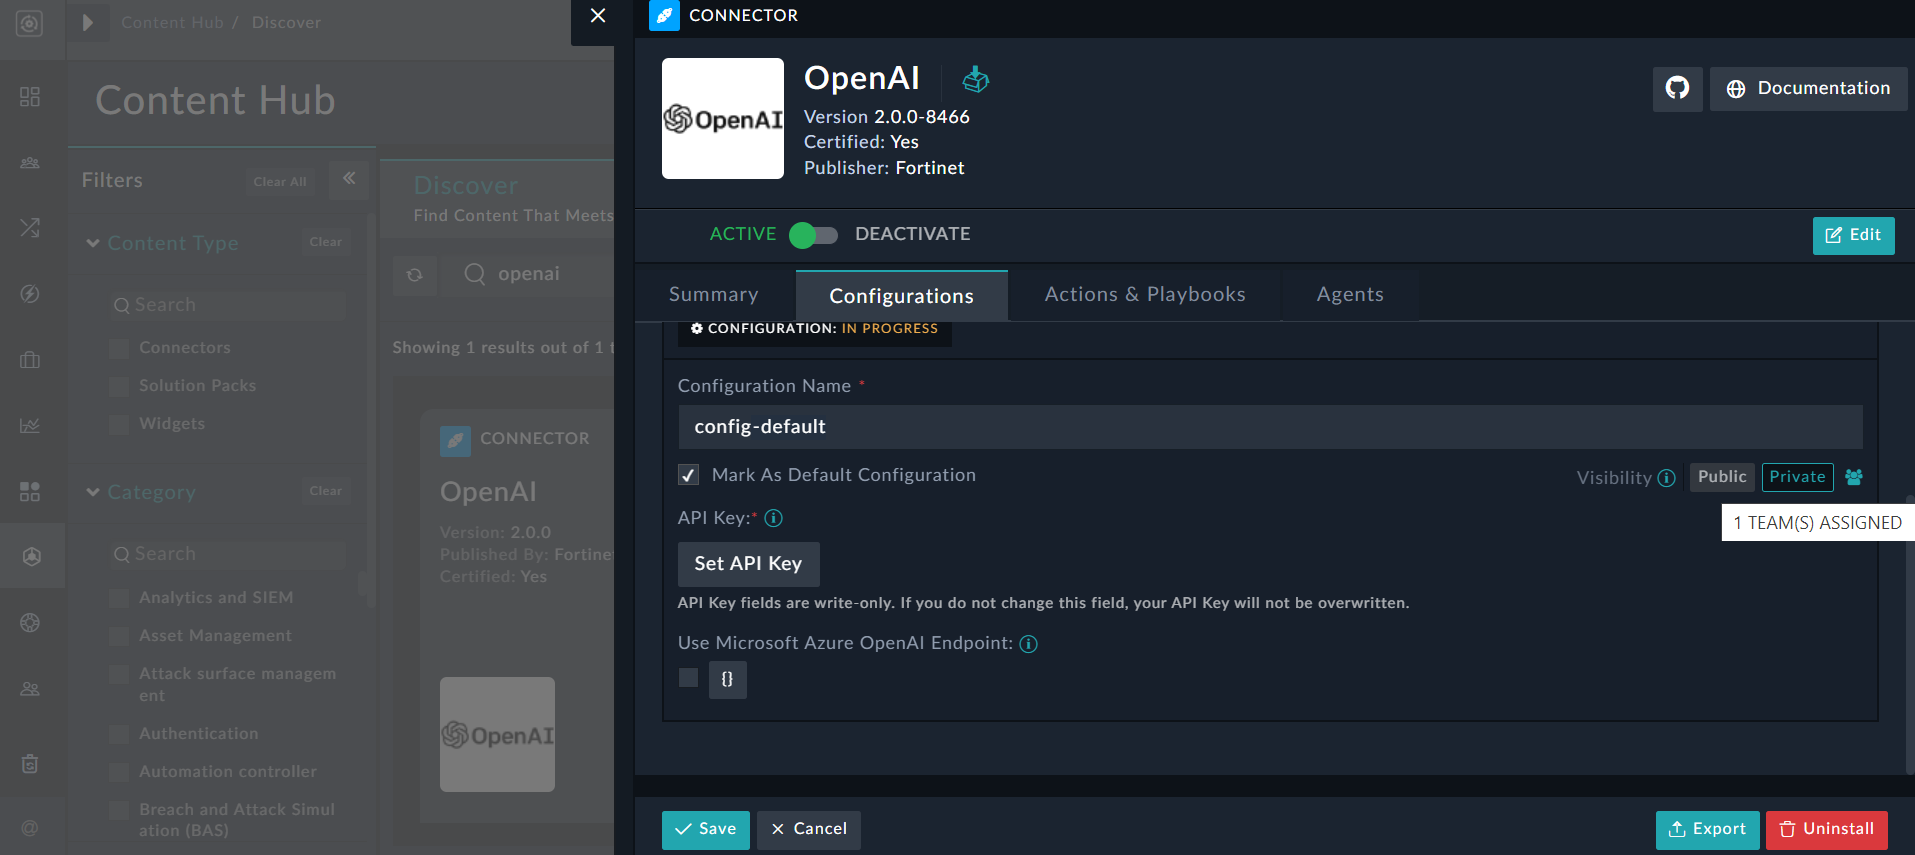 Content Hub / Discover
Content Hub
Filters
Clear All
Content Type
Clear
Search
Connectors
Solution Packs
Widgets
Category
Clear
Search
Analytics and SIEM
Asset Management
Attack surface managem
ent
Authentication
Automation controller
Breach and Attack Simul
ation (BAS)
Discover
Find Content That Meets
openai
Showing 1 results out of 1 t
CONNECTOR
OpenAI
Version: 2.0.0
Published By: Fortine
Certified: Yes
OpenAI
CONNECTOR
OpenAI
OpenAI
Version 2.0.0-8466
Certified: Yes
Publisher: Fortinet
Documentation
ACTIVE DEACTIVATE
Edit
Summary Configurations Actions & Playbooks Agents
CONFIGURATION: IN PROGRESS
Configuration Name *
config-default
Mark As Default Configuration
Visibility Public Private
1 TEAM(S) ASSIGNED
API Key:*
Set API Key
API Key fields are write-only. If you do not change this field, your API Key will not be overwritten.
Use Microsoft Azure OpenAI Endpoint:
{}
Save Cancel Export Uninstall